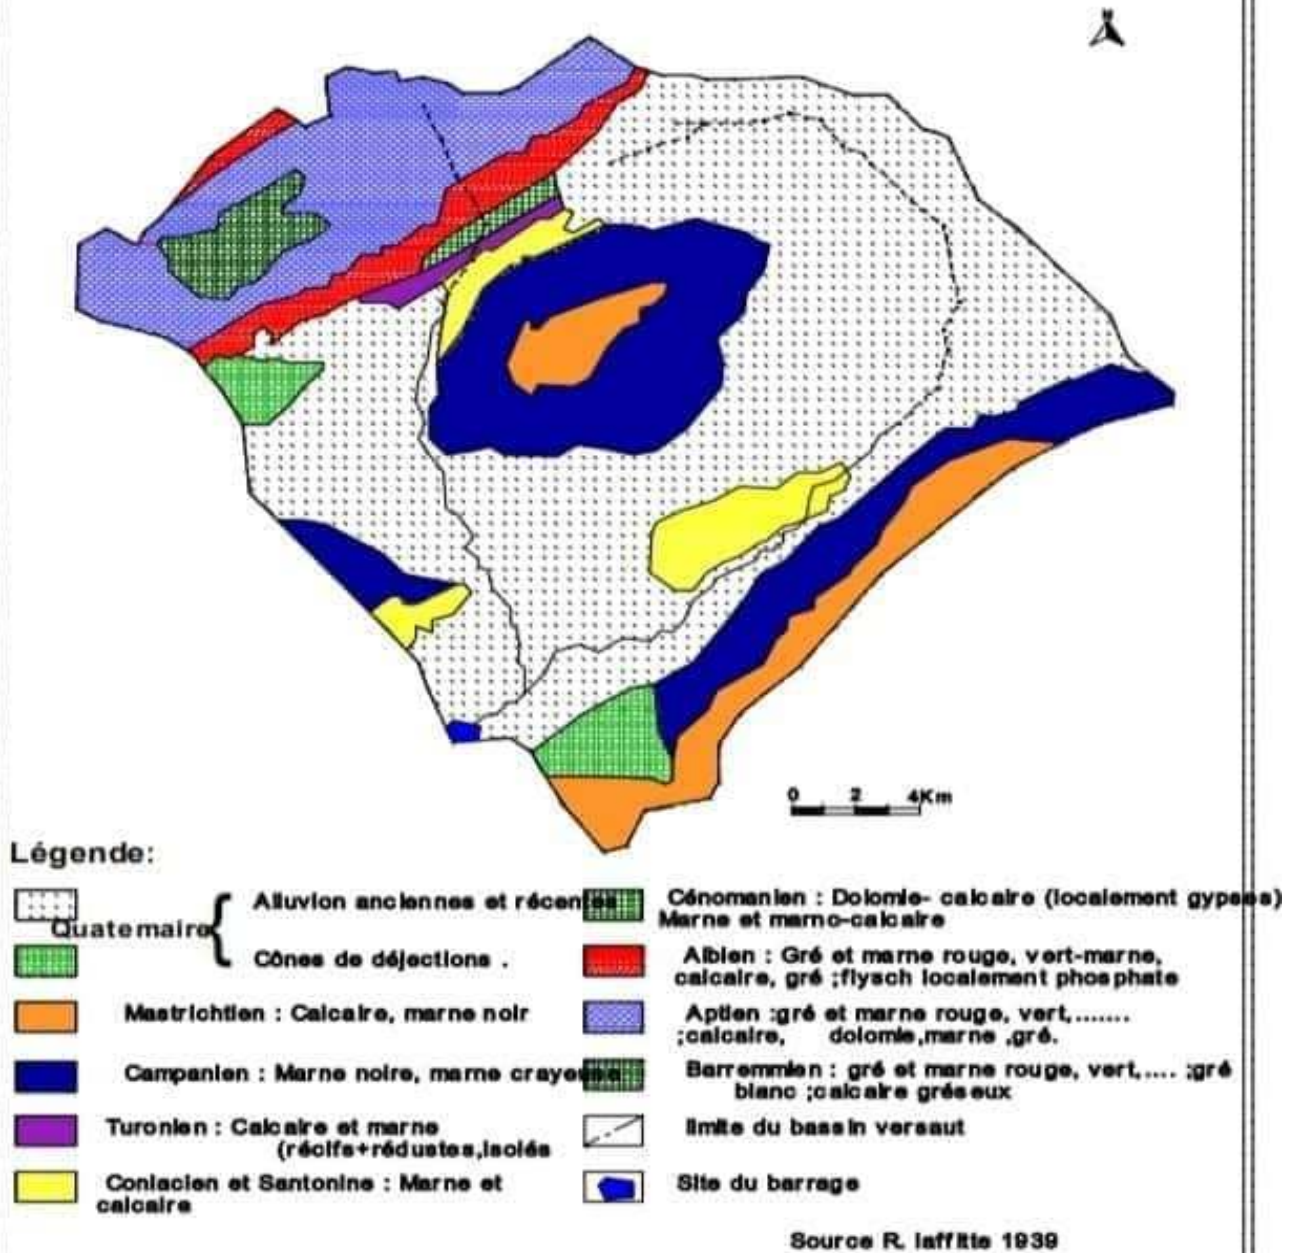 N
0 2 4Km
Légende:
Alluvion anciennes et récentes
Quatemaire
Cônes de déjections .
Mastrichtien : Calcaire, marne noir
Campanien : Marne noire, marne crayeuse
Turonien : Calcaire et marne
(récifs+rédustes,isolés
Coniacien et Santonine : Marne et
calcaire
Cénomanien : Dolomie- calcaire (localement gypses)
Marne et marno-calcaire
Albien : Gré et marne rouge, vert-marne,
calcaire, gré ;flysch localement phosphate
Aptien :gré et marne rouge, vert,.......
;calcaire, dolomie,marne ,gré.
Barremmien : gré et marne rouge, vert,.... ;gré
blanc ;calcaire gréseux
limite du bassin versaut
Site du barrage
Source R. laffitte 1939